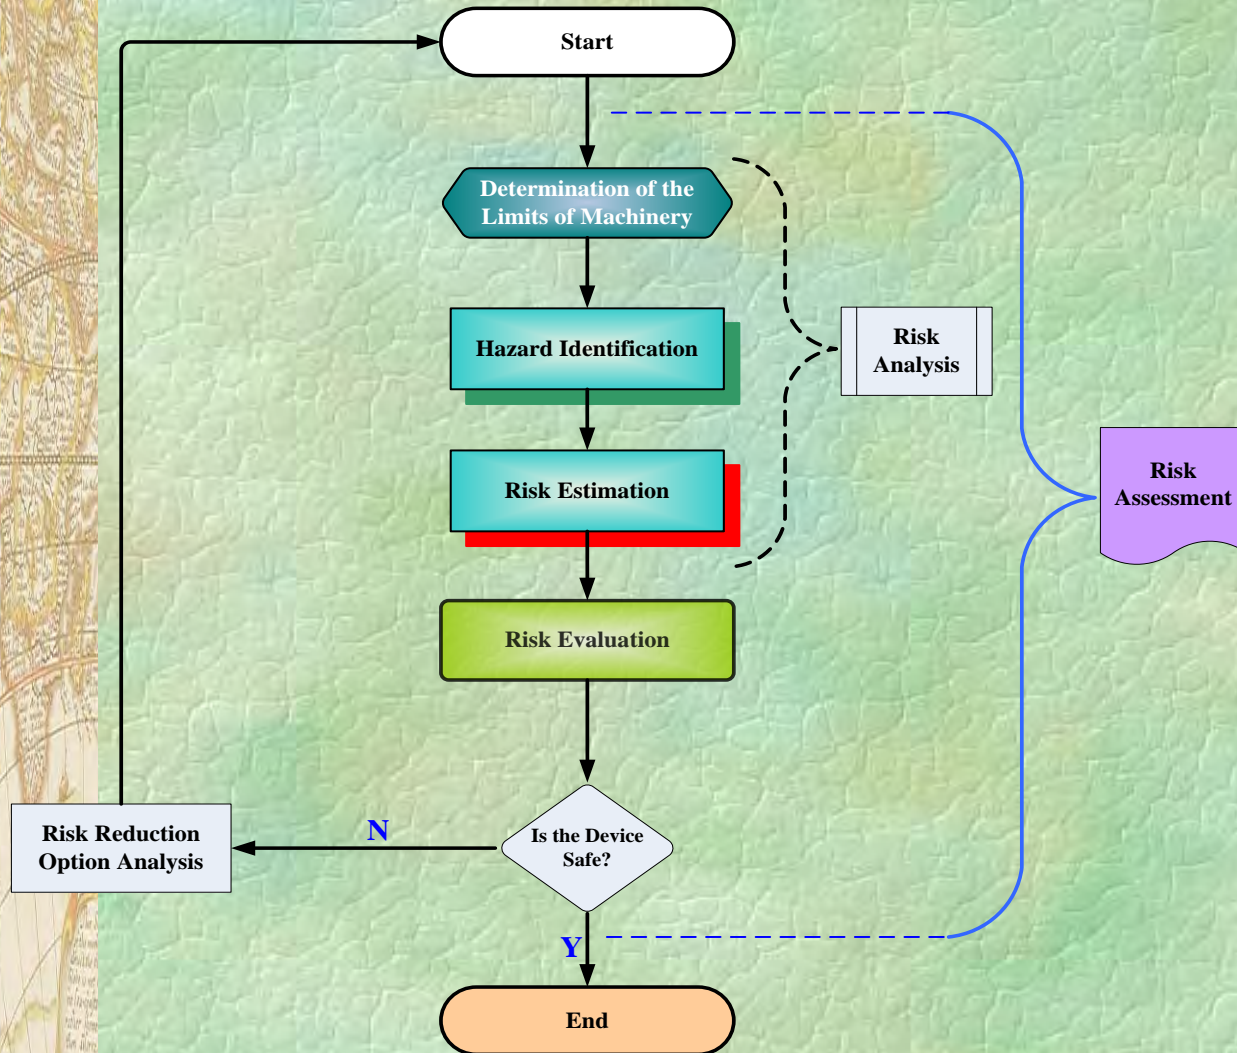 Start
Determination of the
Limits of Machinery
Hazard Identification
Risk
Analysis
Risk
Assessment
Risk Estimation
Risk Evaluation
Is the Device
Safe?
N
Risk Reduction
Option Analysis
Y
End